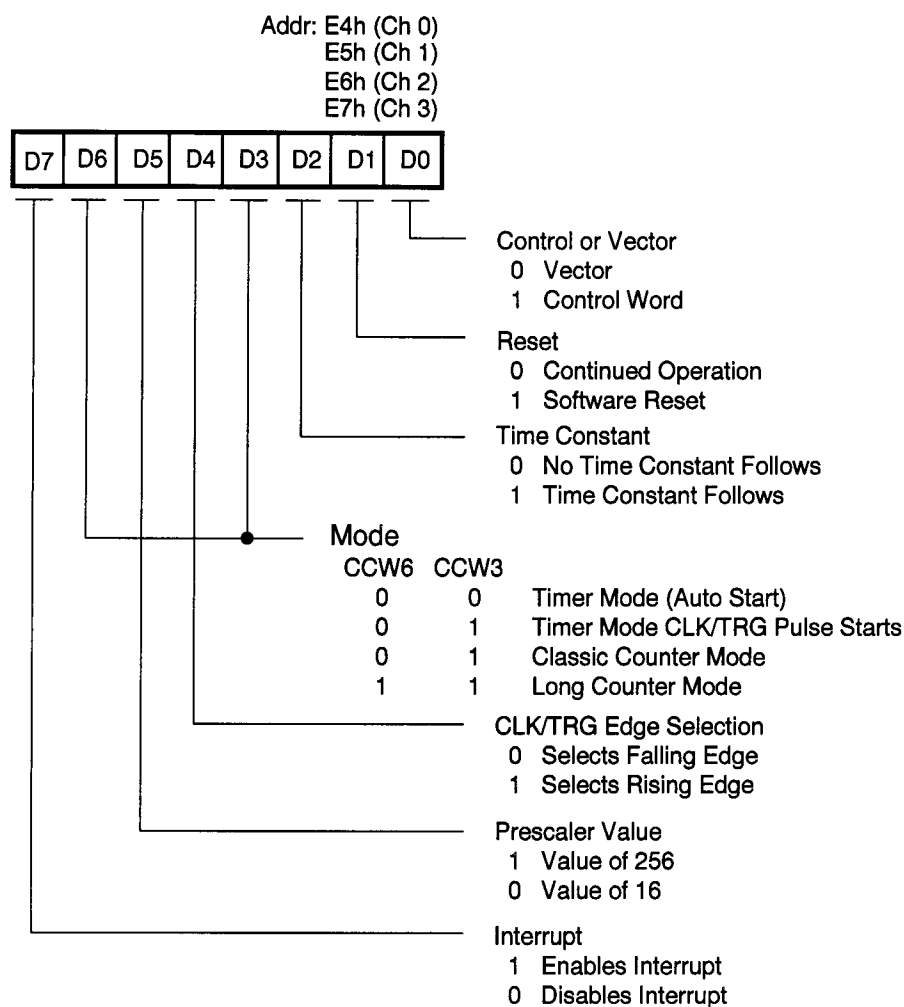 Addr: E4h (Ch 0)
E5h (Ch 1)
E6h (Ch 2)
E7h (Ch 3)
D7 D6 D5 D4 D3 D2 D1 D0
Control or Vector
0 Vector
1 Control Word
Reset
0 Continued Operation
1 Software Reset
Time Constant
0 No Time Constant Follows
1 Time Constant Follows
Mode
CCW6 CCW3
0 0 Timer Mode (Auto Start)
0 1 Timer Mode CLK/TRG Pulse Starts
0 1 Classic Counter Mode
1 1 Long Counter Mode
CLK/TRG Edge Selection
0 Selects Falling Edge
1 Selects Rising Edge
Prescaler Value
1 Value of 256
0 Value of 16
Interrupt
1 Enables Interrupt
0 Disables Interrupt